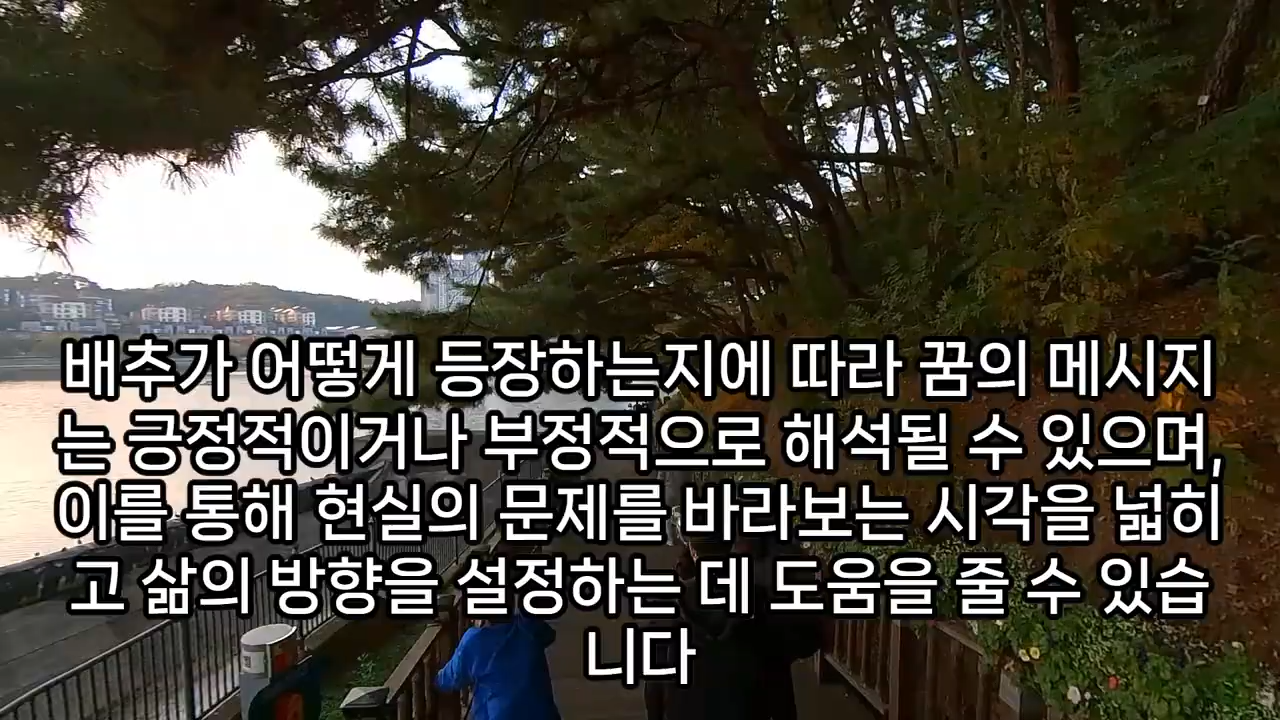 배추가 어떻게 등장하는지에 따라 꿈의 메시지
는 긍정적이거나 부정적으로 해석될 수 있으며,
이를 통해 현실의 문제를 바라보는 시각을 넓히
고 삶의 방향을 설정하는 데 도움을 줄 수 있습
니다